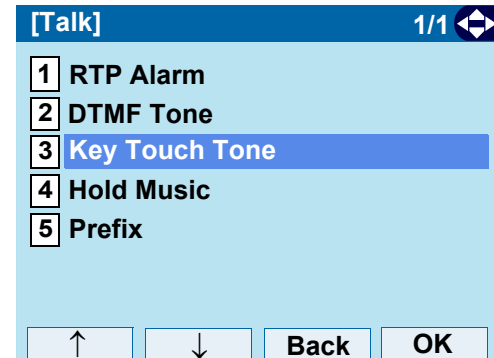 [Talk] 1/1
1 RTP Alarm
2 DTMF Tone
3 Key Touch Tone
4 Hold Music
5 Prefix
↑ ↓ Back OK